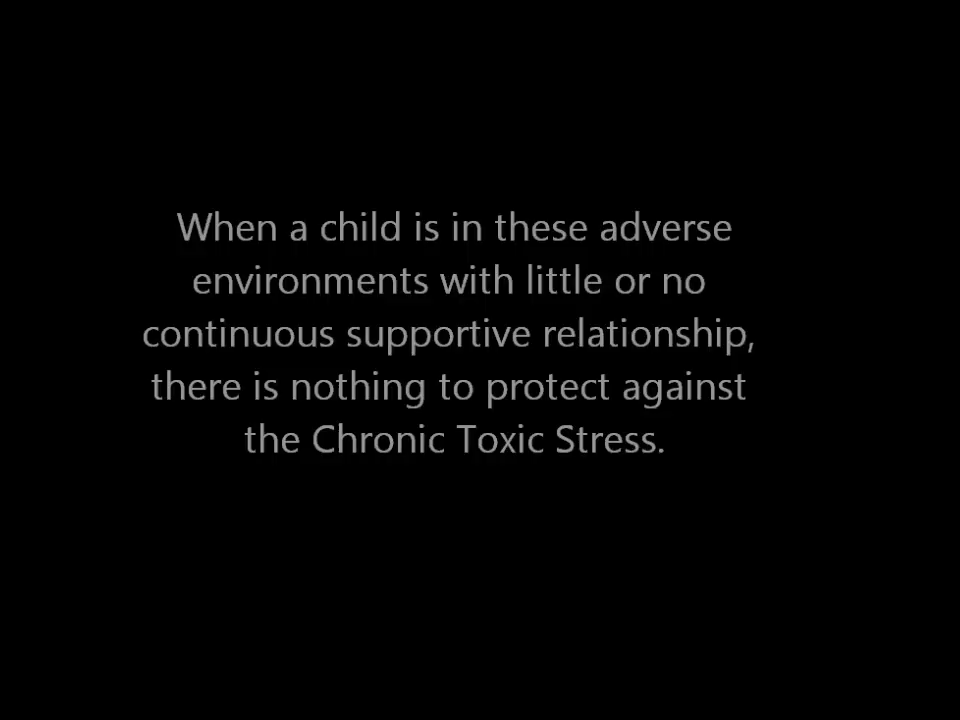 When a child is in these adverse
environments with little or no
continuous supportive relationship,
there is nothing to protect against
the Chronic Toxic Stress.